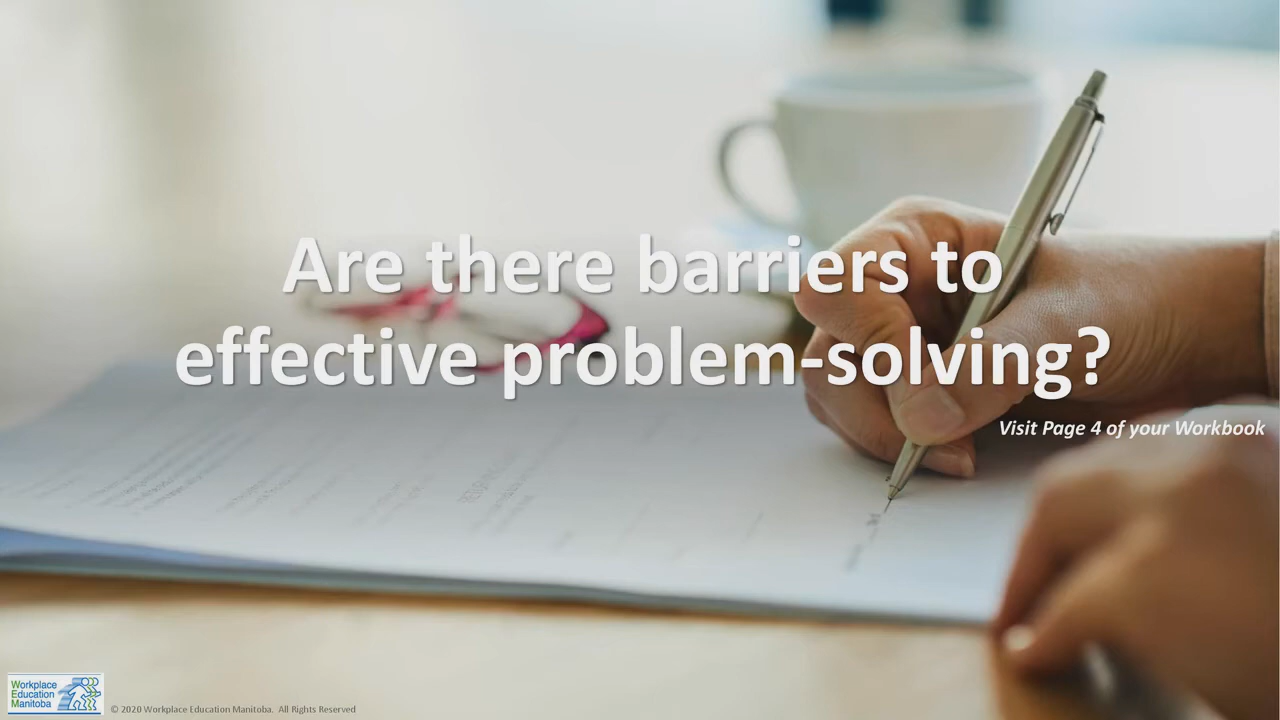 Are there barriers to
effective problem-solving?
Visit Page 4 of your Workbook
Workplace
Education
Manitoba
© 2020 Workplace Education Manitoba. All Rights Reserved